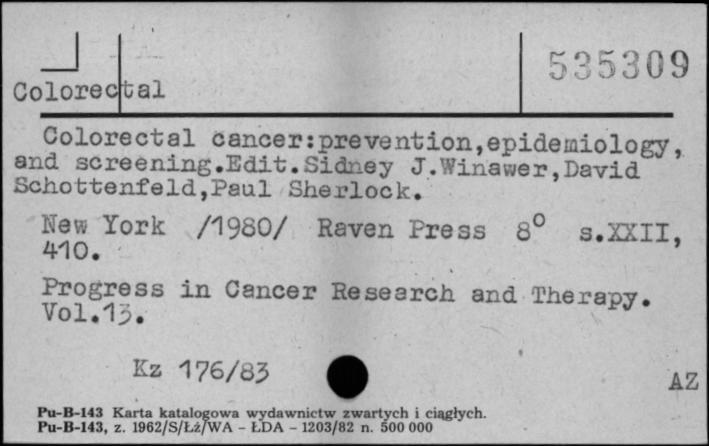 535309
Colorectal
Colorectal cancer:prevention,epidemiology,
and screening.Edit.Sidney J.Winawer,David
Schottenfeld,Paul Sherlock.
New York /1980/ Raven Press 8° s.XXII,
410.
Progress in Cancer Research and Therapy.
Vol.13.
Kz 176/83
AZ
Pu-B-143 Karta katalogowa wydawnictw zwartych i ciągłych.
Pu-B-143, z. 1962/S/Łż/WA - ŁDA - 1203/82 n. 500 000